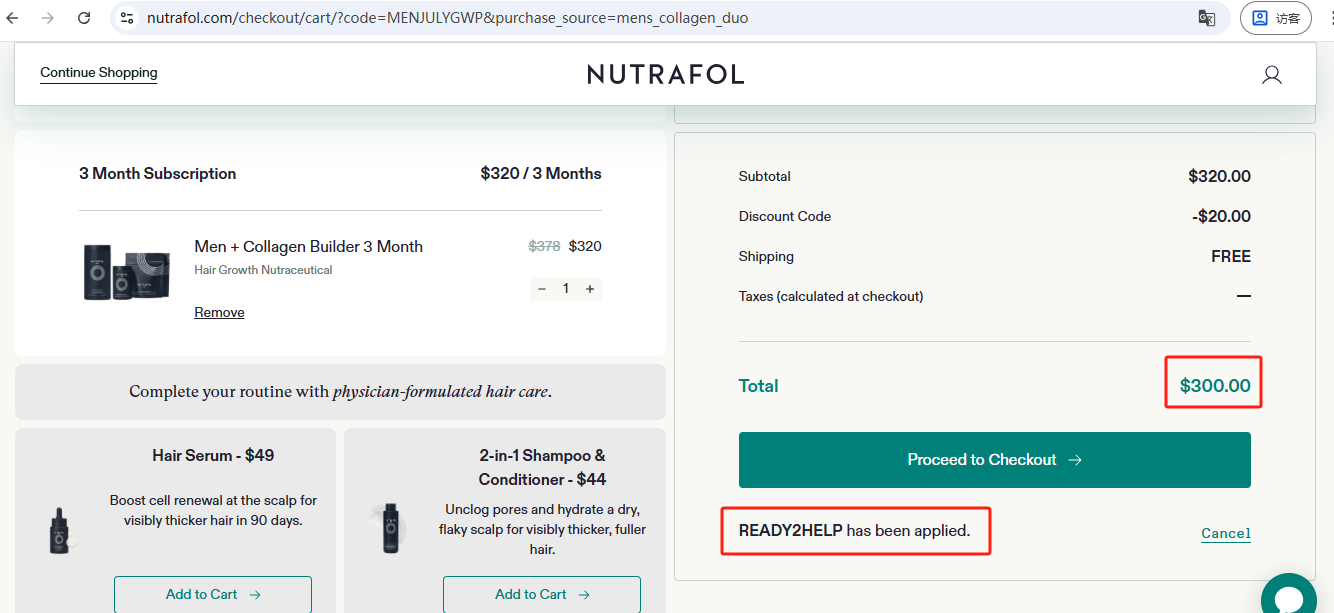 nutrafol.com/checkout/cart/?code=MENJULYGWP&purchase_source=mens_collagen_duo
访客
Continue Shopping
NUTRAFOL
3 Month Subscription
$320 / 3 Months
Men + Collagen Builder 3 Month
$378 $320
Hair Growth Nutraceutical
− 1 +
Remove
Complete your routine with physician-formulated hair care.
Hair Serum - $49
Boost cell renewal at the scalp for
visibly thicker hair in 90 days.
Add to Cart →
2-in-1 Shampoo &
Conditioner - $44
Unclog pores and hydrate a dry,
flaky scalp for visibly thicker, fuller
hair.
Add to Cart →
Subtotal
$320.00
Discount Code
-$20.00
Shipping
FREE
Taxes (calculated at checkout)
—
Total
$300.00
Proceed to Checkout →
READY2HELP has been applied.
Cancel